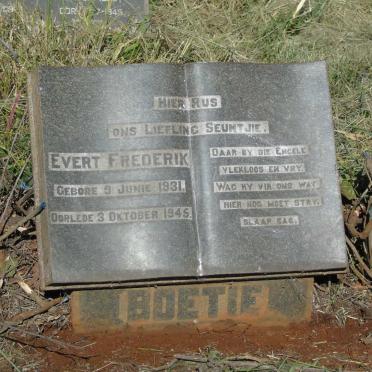 HIER RUS
ONS LIEFLING SEUNTJIE.
EVERT FREDERIK
GEBORE 9 JUNIE 1931.
OORLEDE 3 OKTOBER 1945.
DAAR BY DIE ENGELE
VLEKLOOS EN VRY.
WAG HY VIR ONS WAT
HIER NOG MOET STRY.
SLAAP SAG.
BOETIE